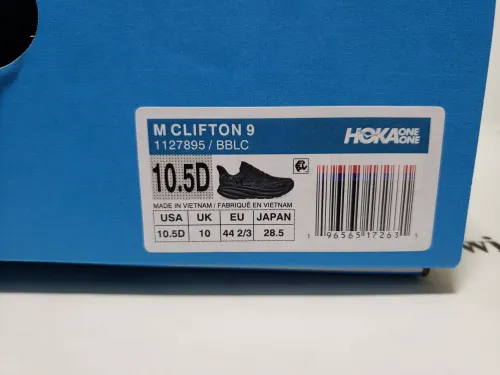 M CLIFTON 9
1127895 / BBLC
HOKA ONE ONE
10.5D
MADE IN VIETNAM / FABRIQUÉ EN VIETNAM
USA UK EU JAPAN
10.5D 10 44 2/3 28.5
1 96565 17263 1